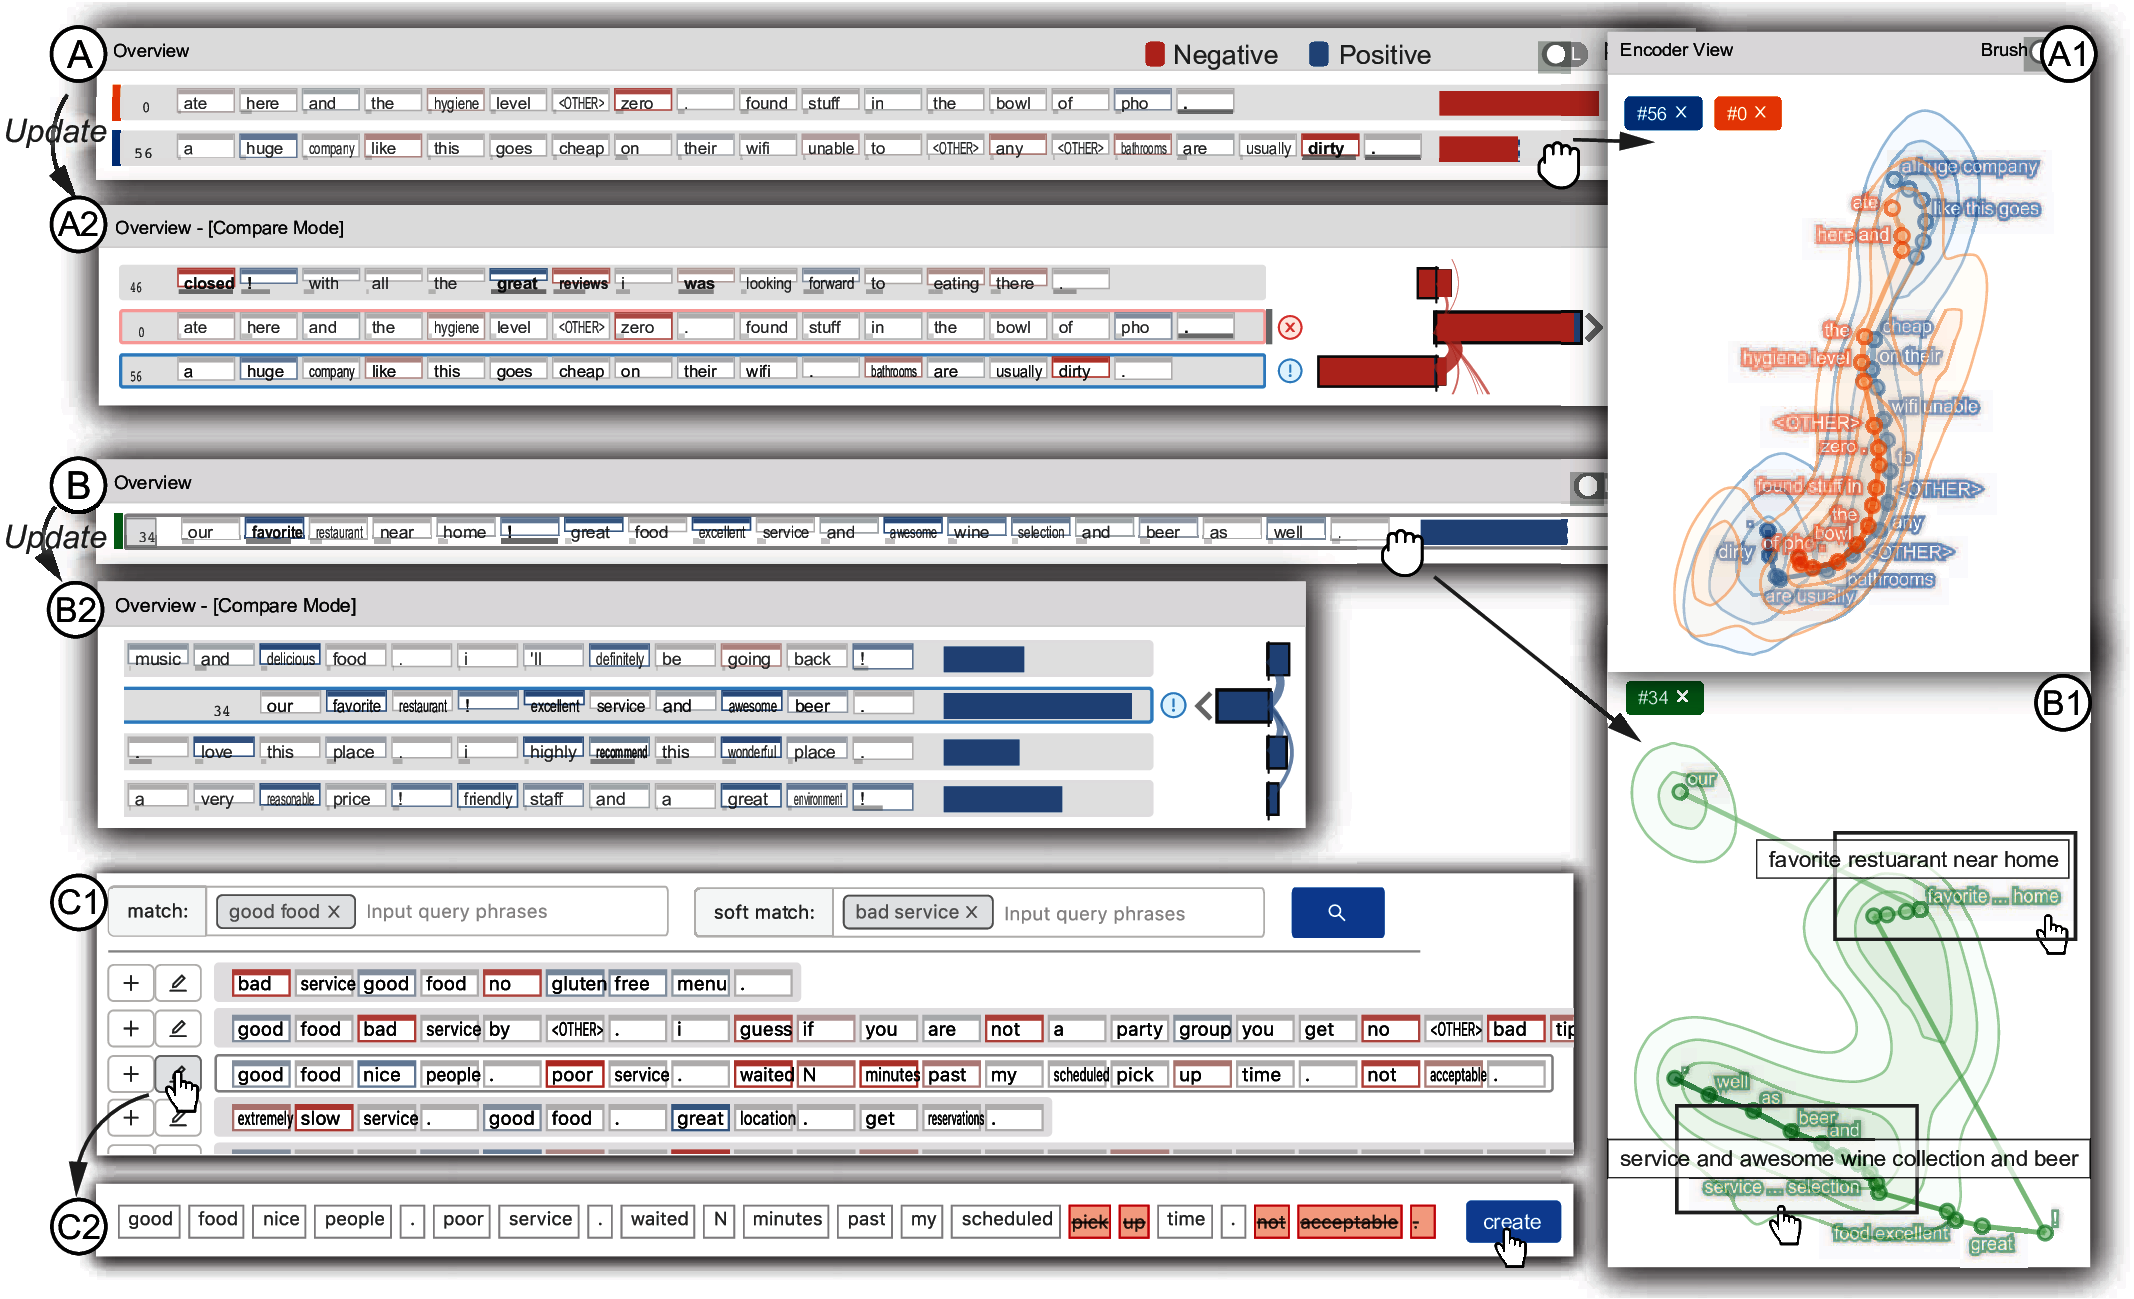 A
Overview
Negative
Positive
L
0 ate here and the hygiene level <OTHER> zero . found stuff in the bowl of pho .
Update
56 a huge company like this goes cheap on their wifi unable to <OTHER> any <OTHER> bathrooms are usually dirty .
A2
Overview - [Compare Mode]
46 closed ! with all the great reviews i was looking forward to eating there .
0 ate here and the hygiene level <OTHER> zero . found stuff in the bowl of pho .
56 a huge company like this goes cheap on their wifi . bathrooms are usually dirty .
B
Overview
Update
34 our favorite restaurant near home ! great food excellent service and awesome wine selection and beer as well .
B2
Overview - [Compare Mode]
music and delicious food . i 'll definitely be going back !
34 our favorite restaurant ! excellent service and awesome beer .
. love this place . i highly recommend this wonderful place .
a very reasonable price ! friendly staff and a great environment !
C1
match: good food X Input query phrases soft match: bad service X Input query phrases
+ bad service good food no gluten free menu .
+ good food bad service by <OTHER> . i guess if you are not a party group you get no <OTHER> bad tip
+ good food nice people . poor service . waited N minutes past my scheduled pick up time . not acceptable .
+ extremely slow service . good food . great location . get reservations .
C2
good food nice people . poor service . waited N minutes past my scheduled pick up time . not acceptable . create
Encoder View
Brush
A1
#56 X #0 X
a huge company
ate
like this goes
here and
the
cheap
hygiene level
on their
wifi unable
<OTHER>
zero .
to
found stuff in
<OTHER>
the
any
bowl
of pho .
dirty
<OTHER>
bathrooms
are usually
#34 X
B1
our
favorite restuarant near home
favorite ... home
well
as
beer
and
service and awesome wine collection and beer
service ... selection
!
food excellent
great